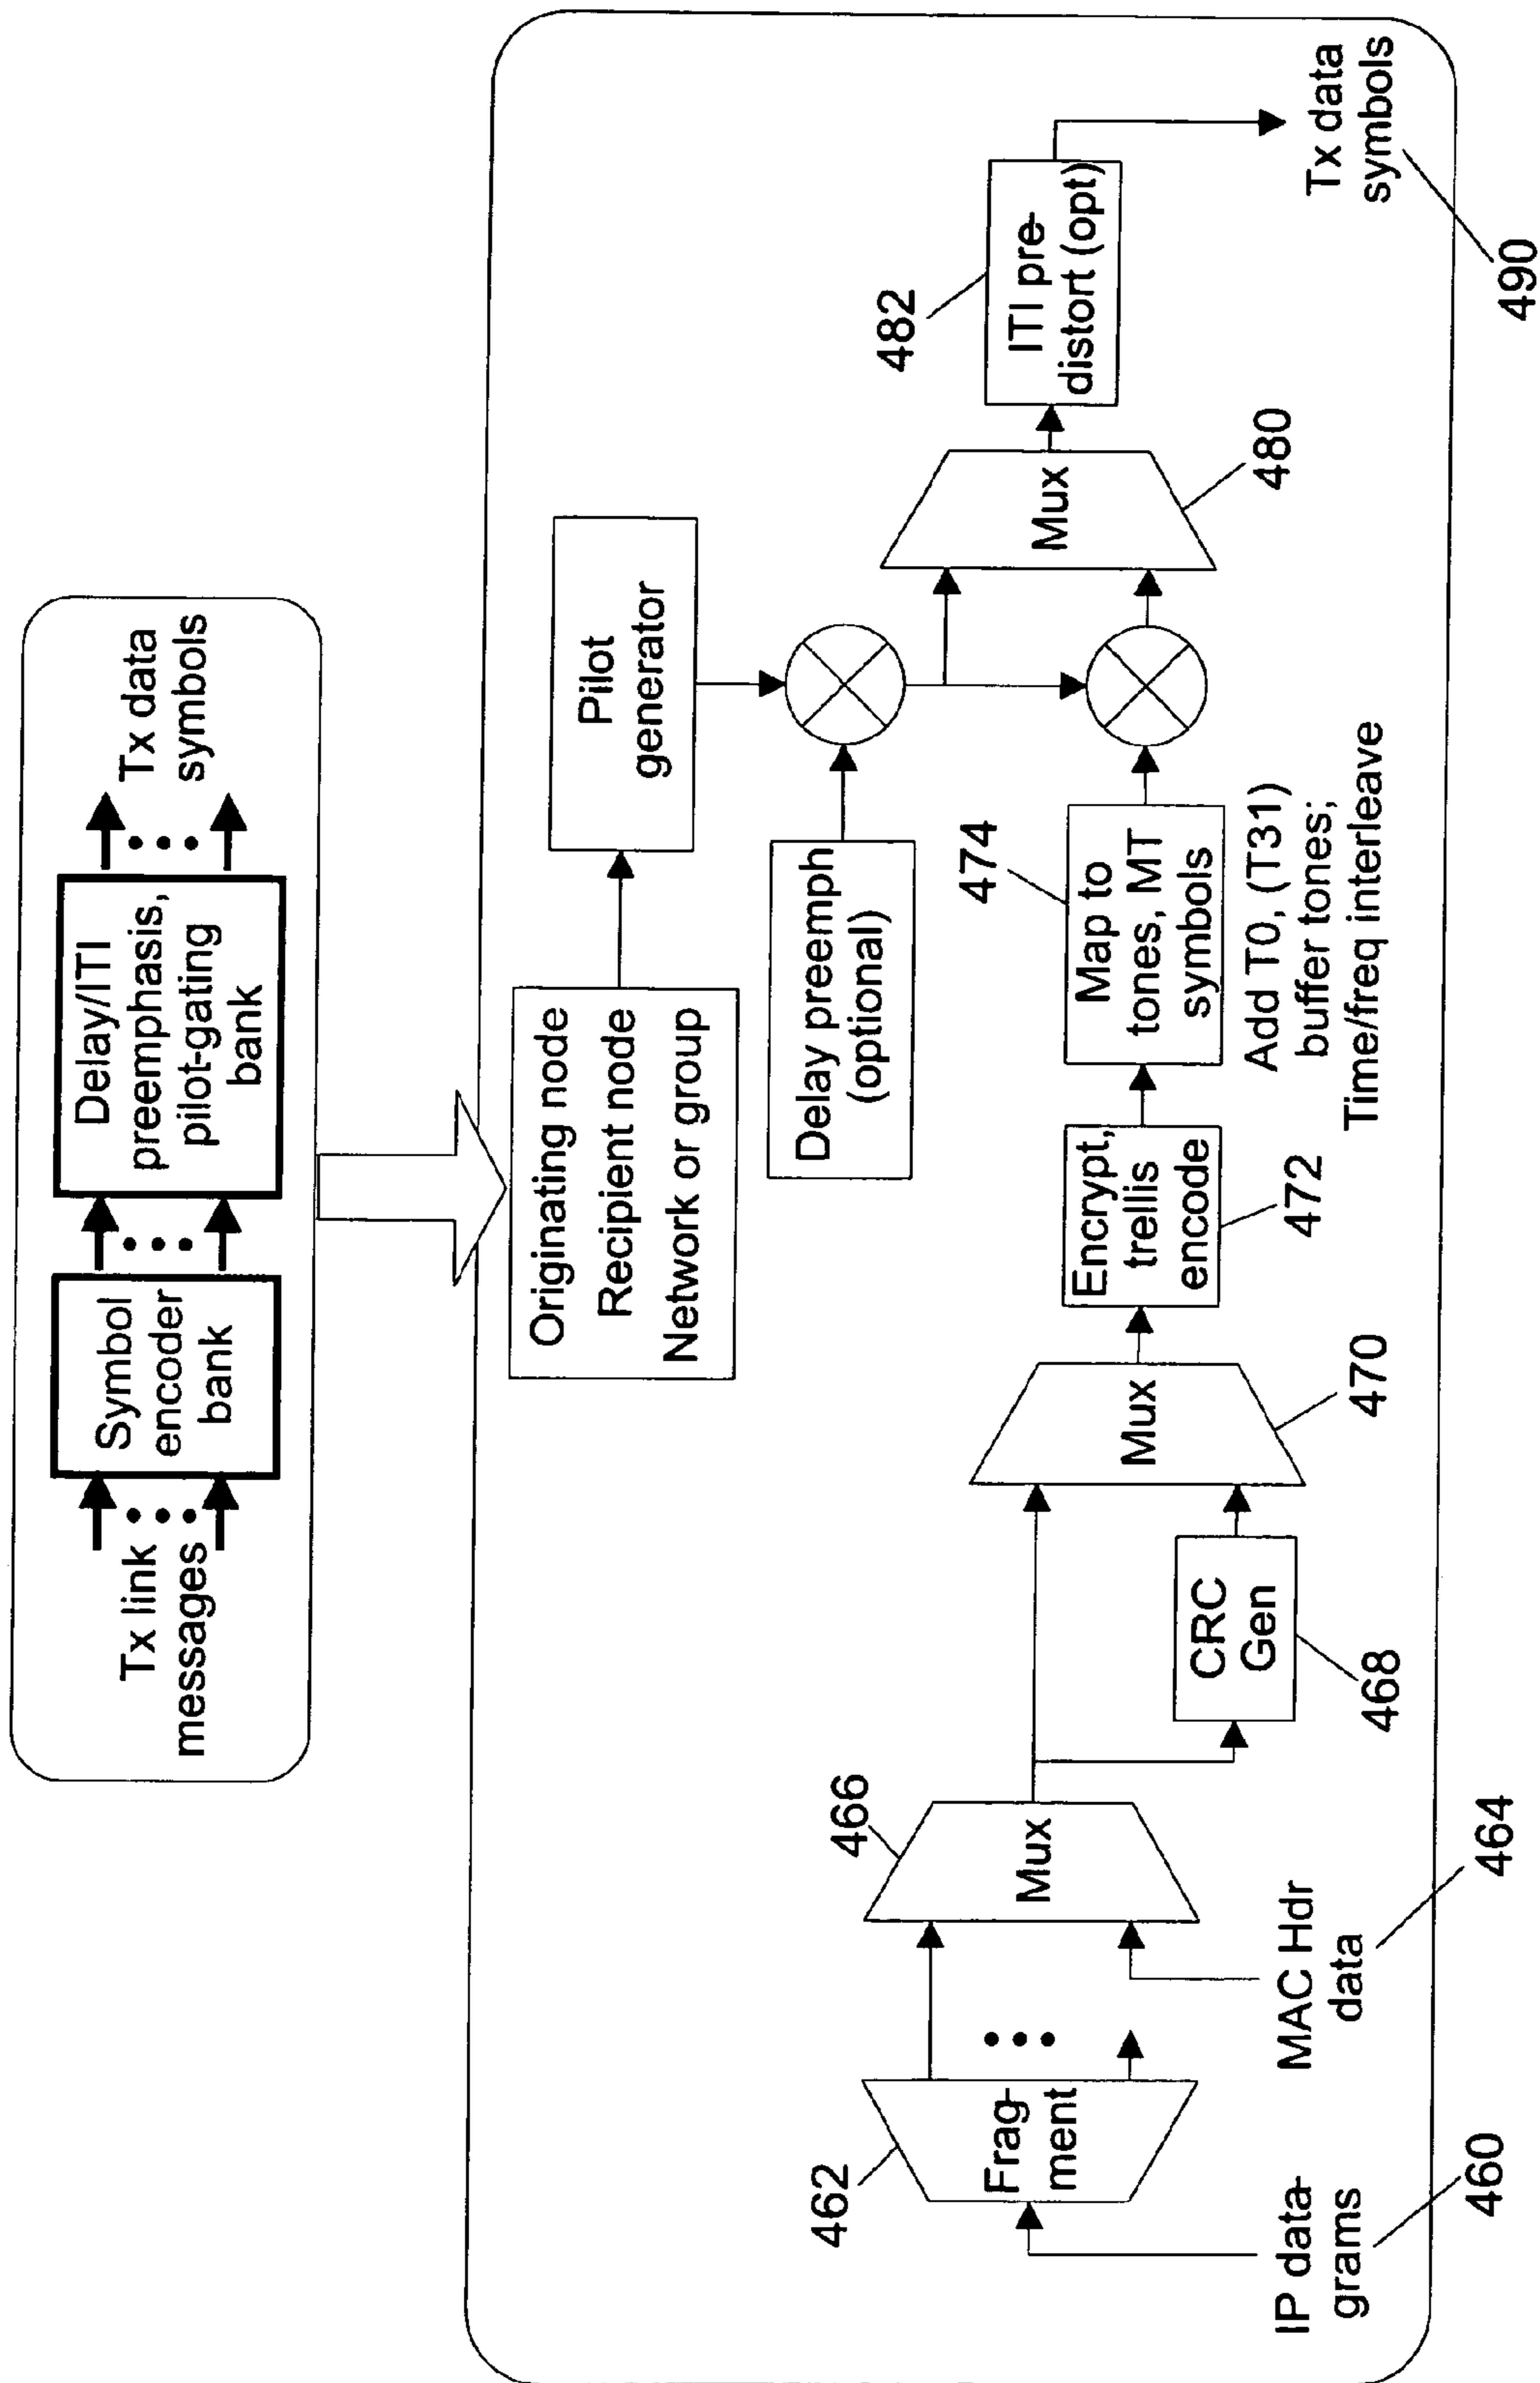 Tx link
messages
Symbol
encoder
bank
Delay/ITI
preemphasis,
pilot-gating
bank
Tx data
symbols
Originating node
Recipient node
Network or group
Pilot
generator
Delay preemph
(optional)
IP data-
grams
460
462
Frag-
ment
MAC Hdr
data
464
466
Mux
CRC
Gen
468
Mux
470
Encrypt,
trellis
encode
472
474
Map to
tones, MT
symbols
Add T0, (T31)
buffer tones;
Time/freq interleave
Mux
480
482
ITI pre-
distort (opt)
Tx data
symbols
490